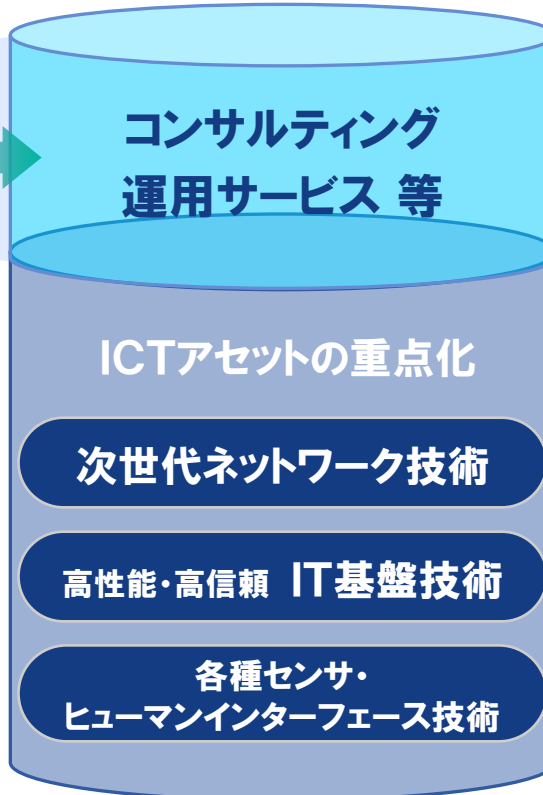 コンサルティング
運用サービス 等
ICTアセットの重点化
次世代ネットワーク技術
高性能・高信頼 IT基盤技術
各種センサ・
ヒューマンインターフェース技術